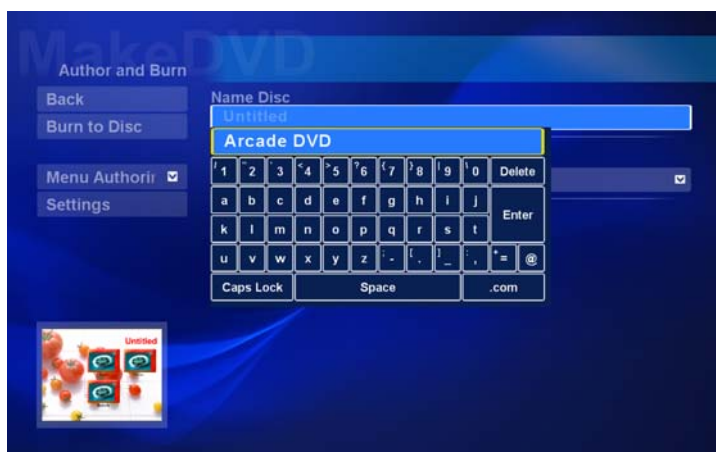 MakeDVD
Author and Burn
Back
Burn to Disc
Menu Authorir
Settings
Name Disc
Untitled
Arcade DVD
1 2 3 4 5 6 7 8 9 0 Delete
a b c d e f g h i j
Enter
k l m n o p q r s t
u v w x y z - . _ , = @
Caps Lock Space .com
Untitled